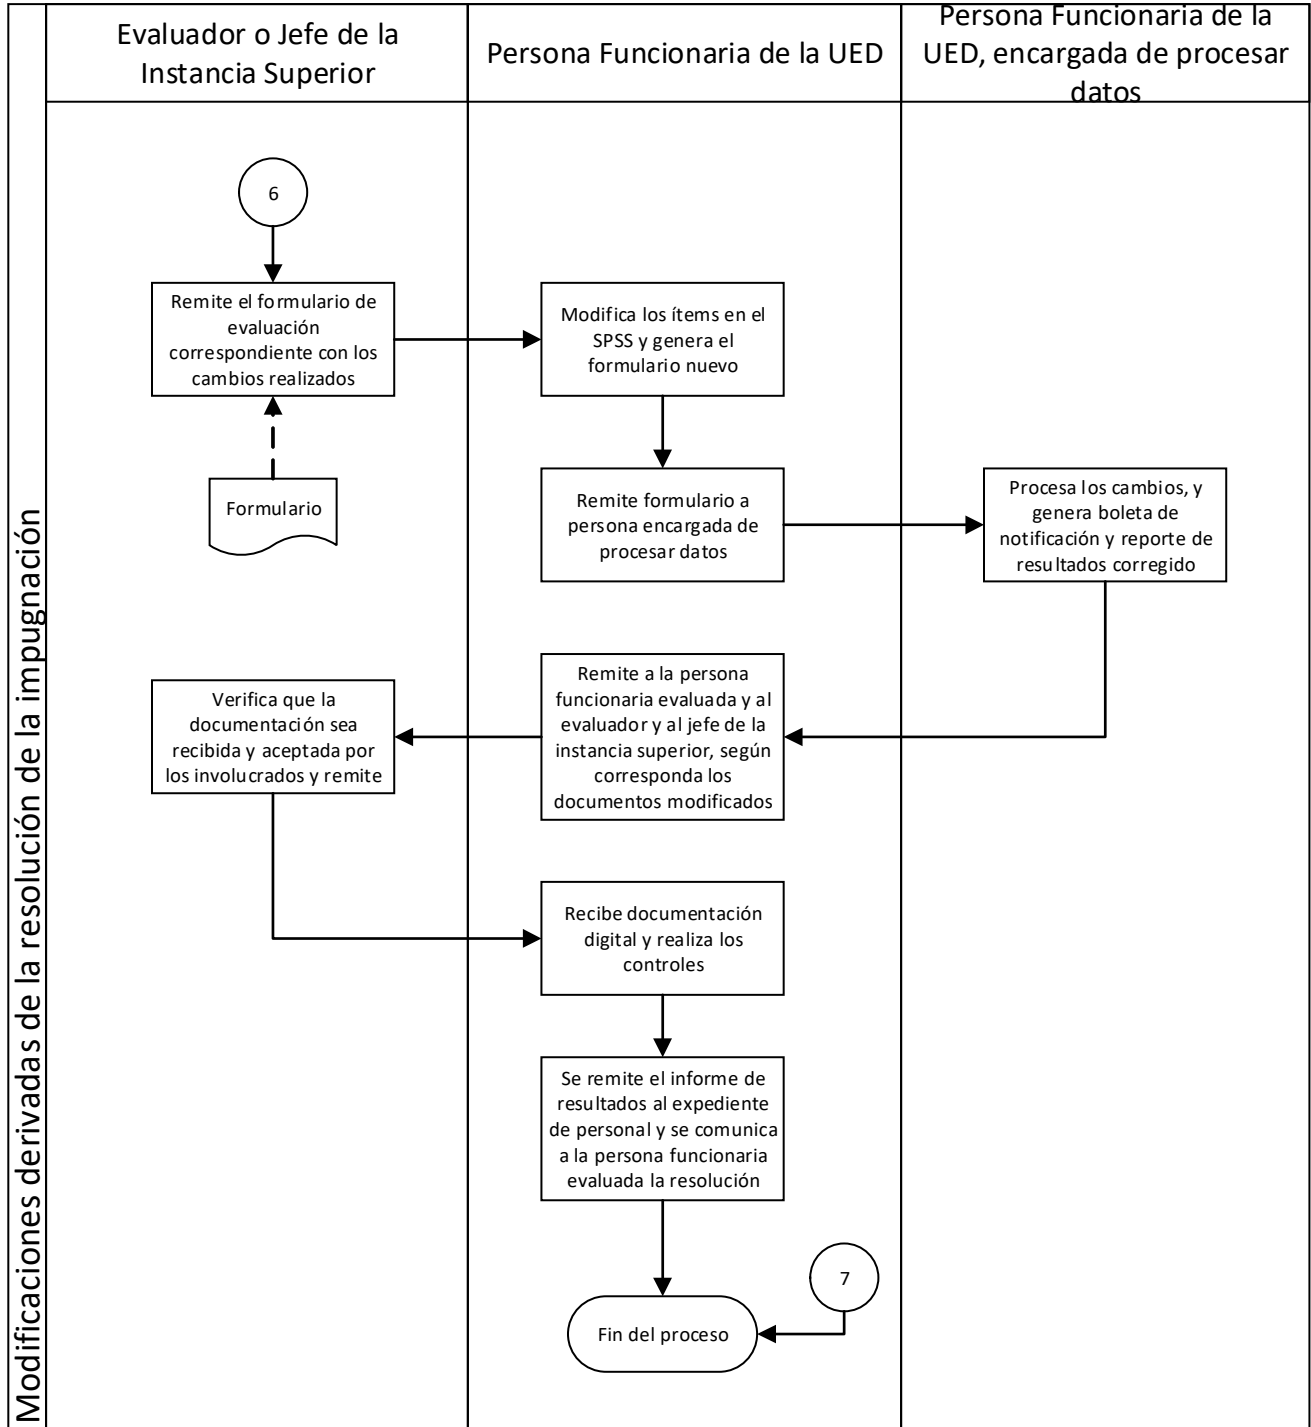 Evaluador o Jefe de la
Instancia Superior
Persona Funcionaria de la UED
Persona Funcionaria de la
UED, encargada de procesar
datos
Modificaciones derivadas de la resolución de la impugnación
6
Remite el formulario de
evaluación
correspondiente con los
cambios realizados
Modifica los ítems en el
SPSS y genera el
formulario nuevo
Formulario
Remite formulario a
persona encargada de
procesar datos
Procesa los cambios, y
genera boleta de
notificación y reporte de
resultados corregido
Remite a la persona
funcionaria evaluada y al
evaluador y al jefe de la
instancia superior, según
corresponda los
documentos modificados
Verifica que la
documentación sea
recibida y aceptada por
los involucrados y remite
Recibe documentación
digital y realiza los
controles
Se remite el informe de
resultados al expediente
de personal y se comunica
a la persona funcionaria
evaluada la resolución
7
Fin del proceso